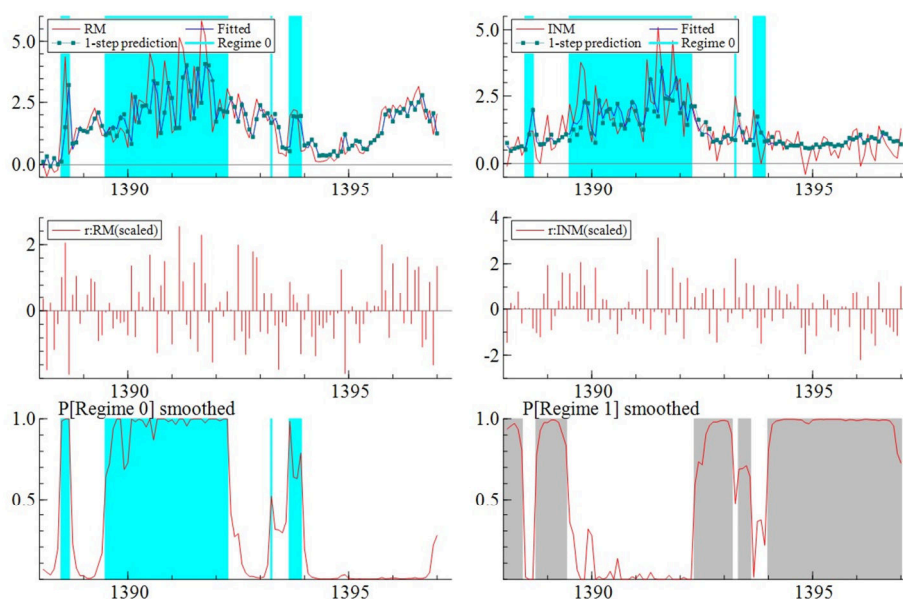 RM Fitted
1-step prediction Regime 0
5.0
2.5
0.0
1390 1395
INM Fitted
1-step prediction Regime 0
5.0
2.5
0.0
1390 1395
r:RM(scaled)
2
0
1390 1395
r:INM(scaled)
4
2
0
-2
1390 1395
P[Regime 0] smoothed
1.0
0.5
1390 1395
P[Regime 1] smoothed
1.0
0.5
1390 1395